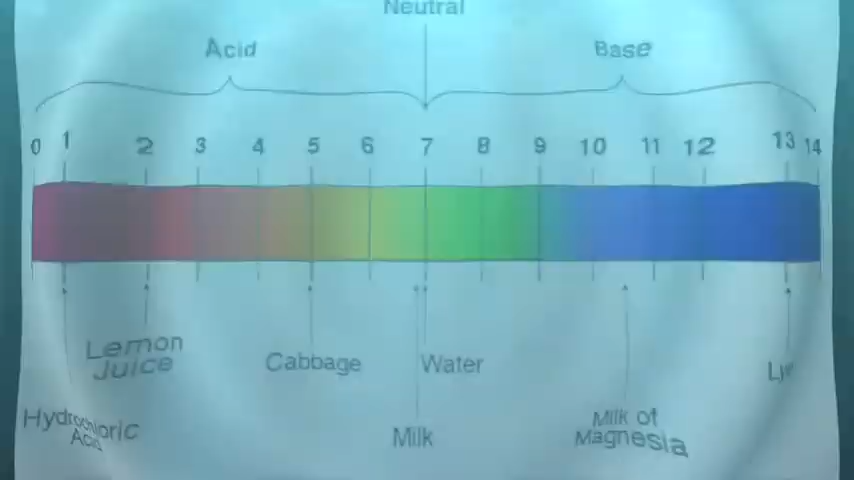 Neutral
Acid
Base
0 1 2 3 4 5 6 7 8 9 10 11 12 13 14
Lemon
Juice
Cabbage
Water
Lye
Hydrochloric
Acid
Milk
Milk of
Magnesia